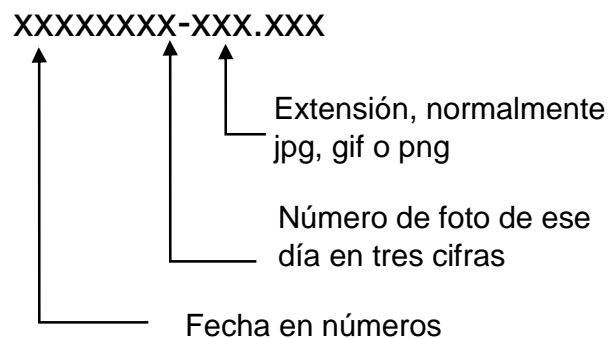 xxxxxxxx-xxx.xxx
Extensión, normalmente
jpg, gif o png
Número de foto de ese
día en tres cifras
Fecha en números